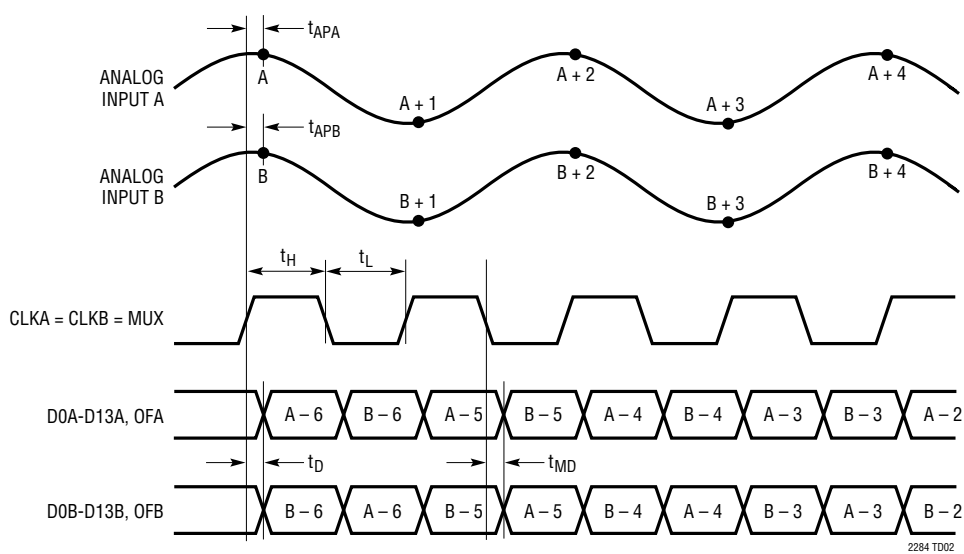 tAPA
ANALOG
INPUT A
A
A + 1
A + 2
A + 3
A + 4
tAPB
ANALOG
INPUT B
B
B + 1
B + 2
B + 3
B + 4
tH
tL
CLKA = CLKB = MUX
D0A-D13A, OFA
A – 6
B – 6
A – 5
B – 5
A – 4
B – 4
A – 3
B – 3
A – 2
tD
tMD
D0B-D13B, OFB
B – 6
A – 6
B – 5
A – 5
B – 4
A – 4
B – 3
A – 3
B – 2
2284 TD02